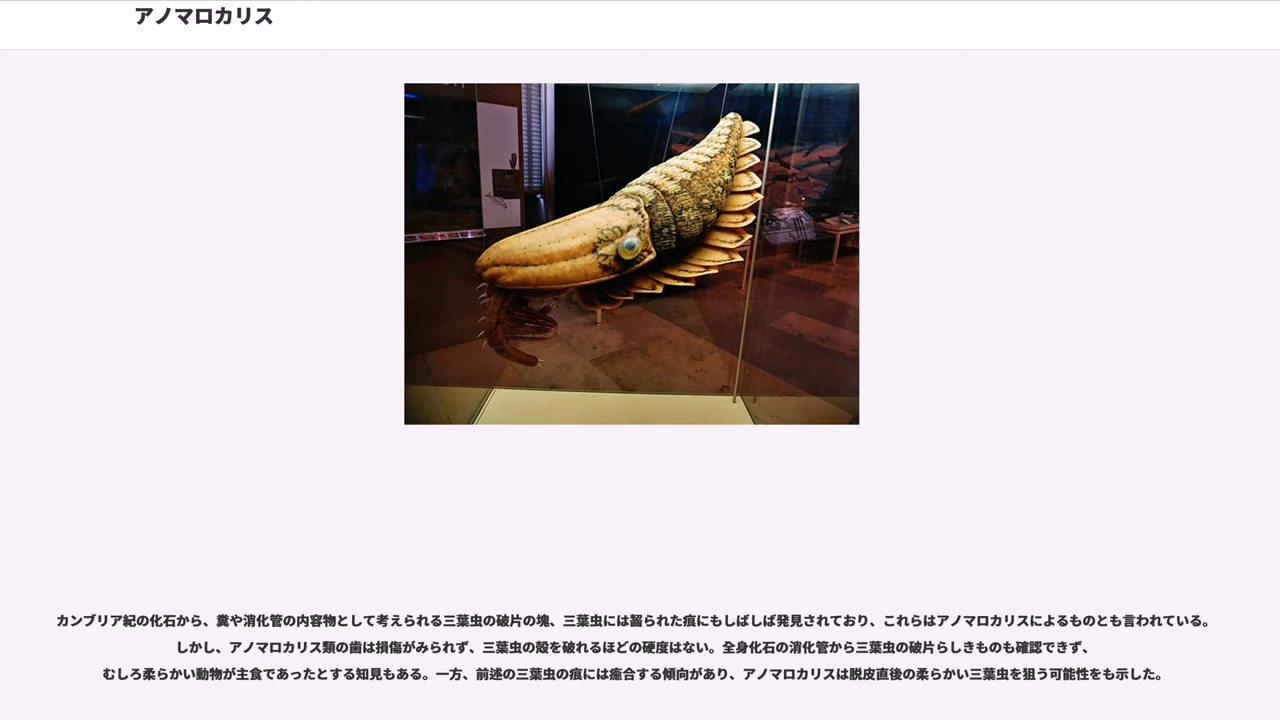 アノマロカリス
カンブリア紀の化石から、糞や消化管の内容物として考えられる三葉虫の破片の塊、三葉虫には齧られた痕にもしばしば発見されており、これらはアノマロカリスによるものとも言われている。
しかし、アノマロカリス類の歯は損傷がみられず、三葉虫の殻を破れるほどの硬度はない。全身化石の消化管から三葉虫の破片らしきものも確認できず、
むしろ柔らかい動物が主食であったとする知見もある。一方、前述の三葉虫の痕には癒合する傾向があり、アノマロカリスは脱皮直後の柔らかい三葉虫を狙う可能性をも示した。